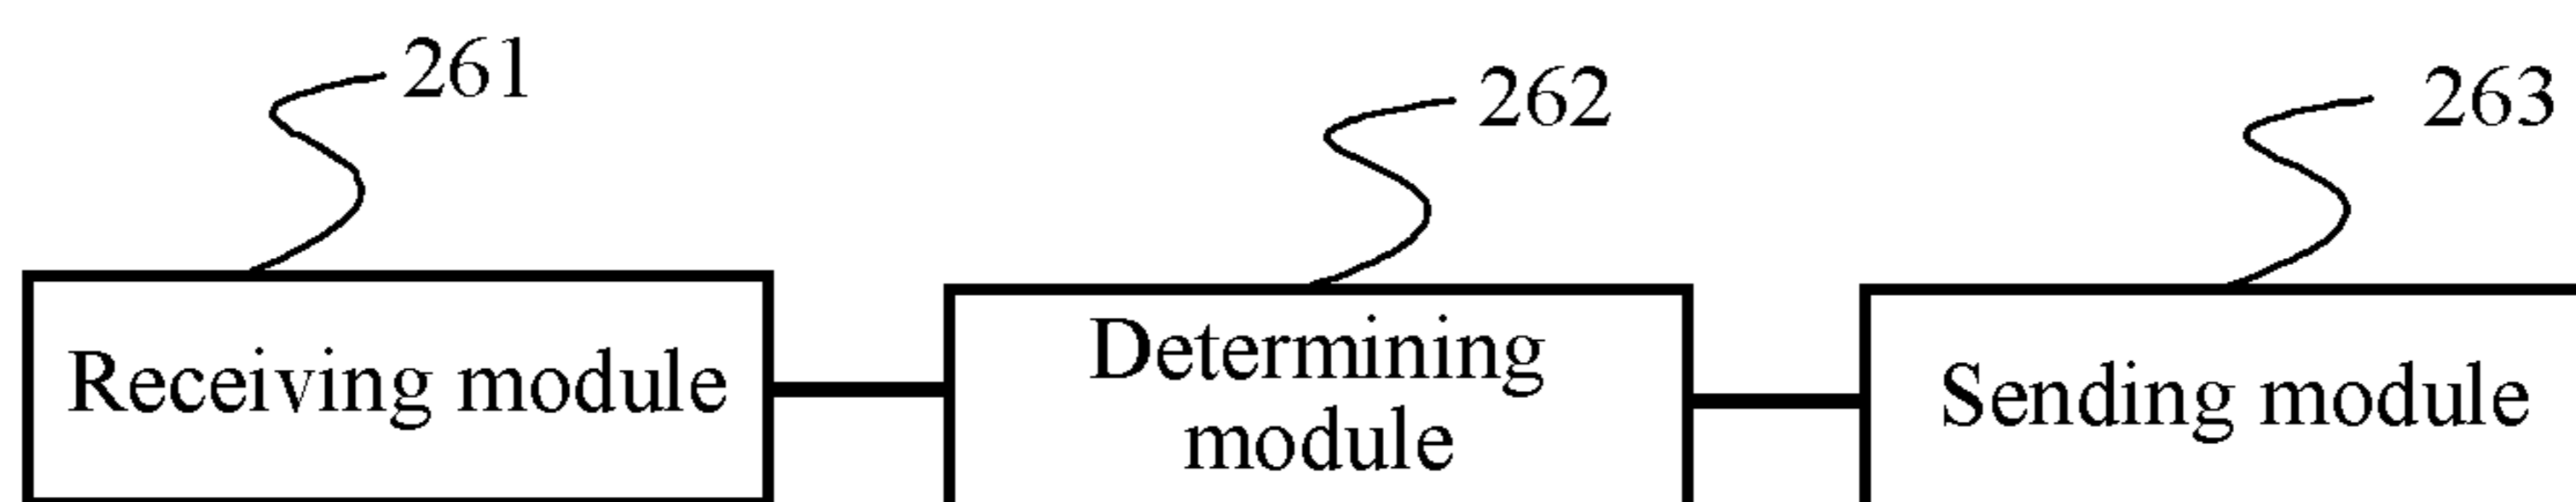 261
262
263
Receiving module
Determining
module
Sending module